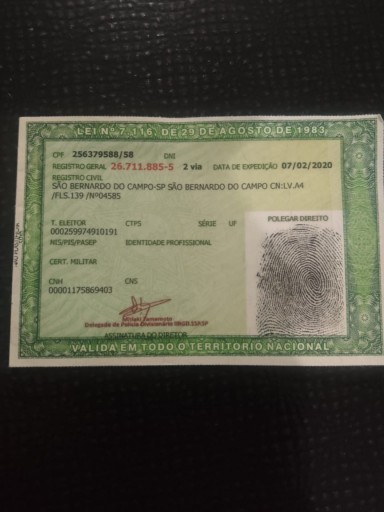 LEI Nº 7.116, DE 29 DE AGOSTO DE 1983
CPF 256379588/58 DNI
REGISTRO GERAL 26.711.885-5 2 via DATA DE EXPEDIÇÃO 07/02/2020
REGISTRO CIVIL
SÃO BERNARDO DO CAMPO-SP SÃO BERNARDO DO CAMPO CN:LV.A4
/FLS.139 /Nº04585
T. ELEITOR CTPS SÉRIE UF POLEGAR DIREITO
000259974910191
NIS/PIS/PASEP IDENTIDADE PROFISSIONAL
CERT. MILITAR
CNH CNS
00001175869403
Delegado de Polícia Divisionário IIRGD.SSPSP
ASSINATURA DO DIRETOR
VALIDA EM TODO O TERRITORIO NACIONAL